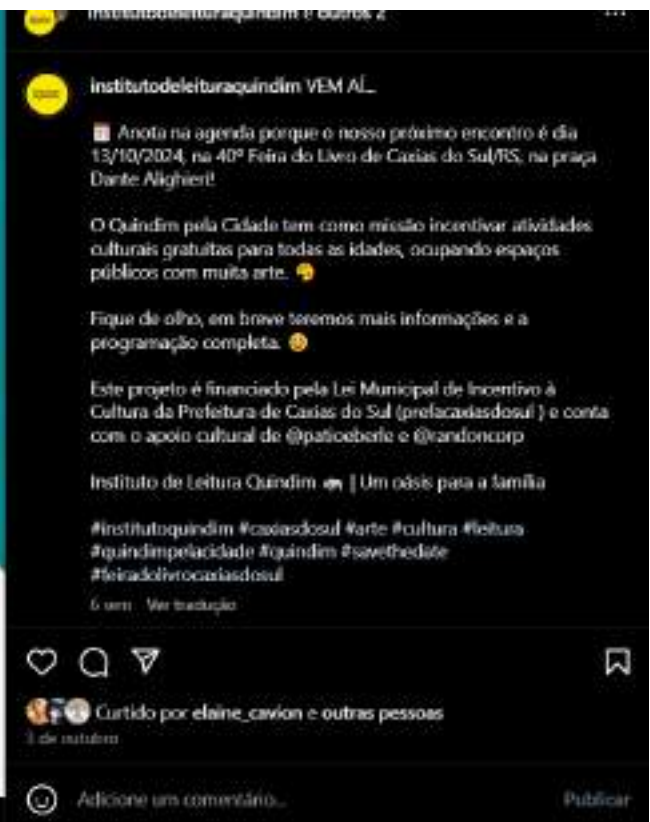 institutodeleituraquindim e outros 2
institutodeleituraquindim VEM AÍ...
Anota na agenda porque o nosso próximo encontro é dia
13/10/2024, na 40ª Feira do Livro de Caxias do Sul/RS, na praça
Dante Alighieri!
O Quindim pela Cidade tem como missão incentivar atividades
culturais gratuitas para todas as idades, ocupando espaços
públicos com muita arte.
Fique de olho, em breve teremos mais informações e a
programação completa.
Este projeto é financiado pela Lei Municipal de Incentivo à
Cultura da Prefeitura de Caxias do Sul (prefacaxiasdosul ) e conta
com o apoio cultural de @patioeberle e @randoncorp
Instituto de Leitura Quindim | Um oásis para a família
#institutoquindim #caxiasdosul #arte #cultura #leitura
#quindimpelacidade #quindim #savethedate
#feiradolivrocaxiasdosul
6 sem Ver tradução
Curtido por elaine_cavion e outras pessoas
de outubro
Adicione um comentário...
Publicar